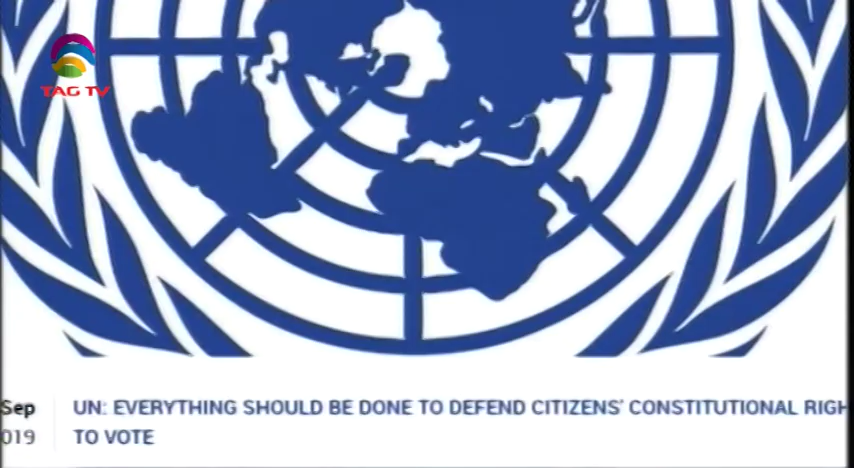 TAG TV
Sep
019
UN: EVERYTHING SHOULD BE DONE TO DEFEND CITIZENS' CONSTITUTIONAL RIGH
TO VOTE